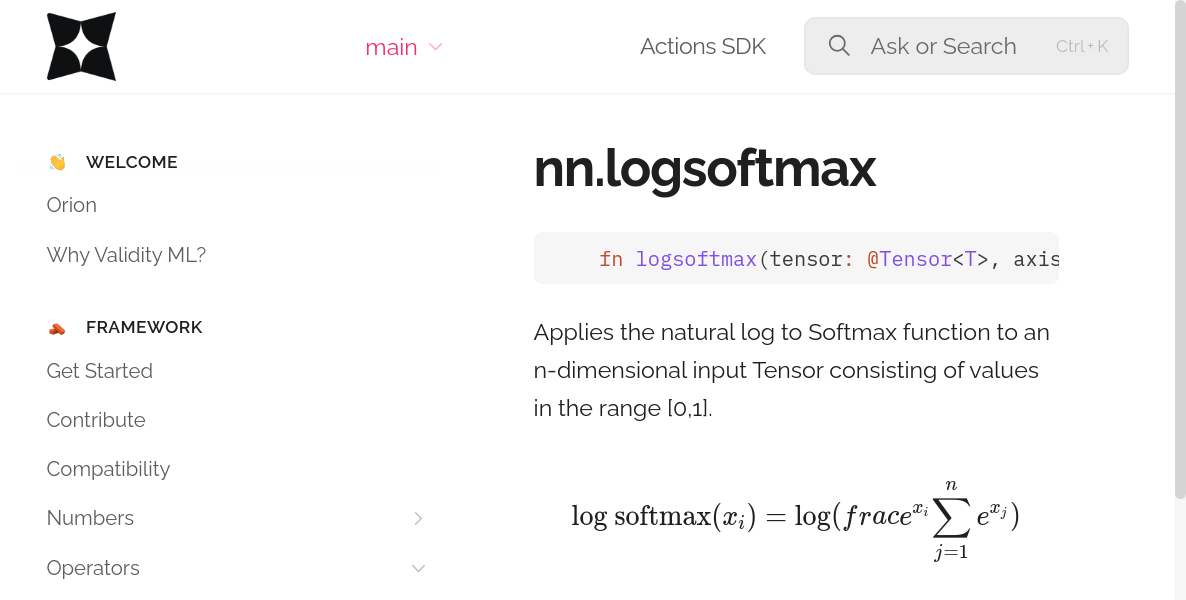 main
Actions SDK
Ask or Search
Ctrl + K
👋 WELCOME
Orion
Why Validity ML?
🧱 FRAMEWORK
Get Started
Contribute
Compatibility
Numbers
Operators
nn.logsoftmax
fn logsoftmax(tensor: @Tensor<T>, axis
Applies the natural log to Softmax function to an
n-dimensional input Tensor consisting of values
in the range [0,1].
log softmax(x_i) = log(frace^{x_i} \sum_{j=1}^{n} e^{x_j})